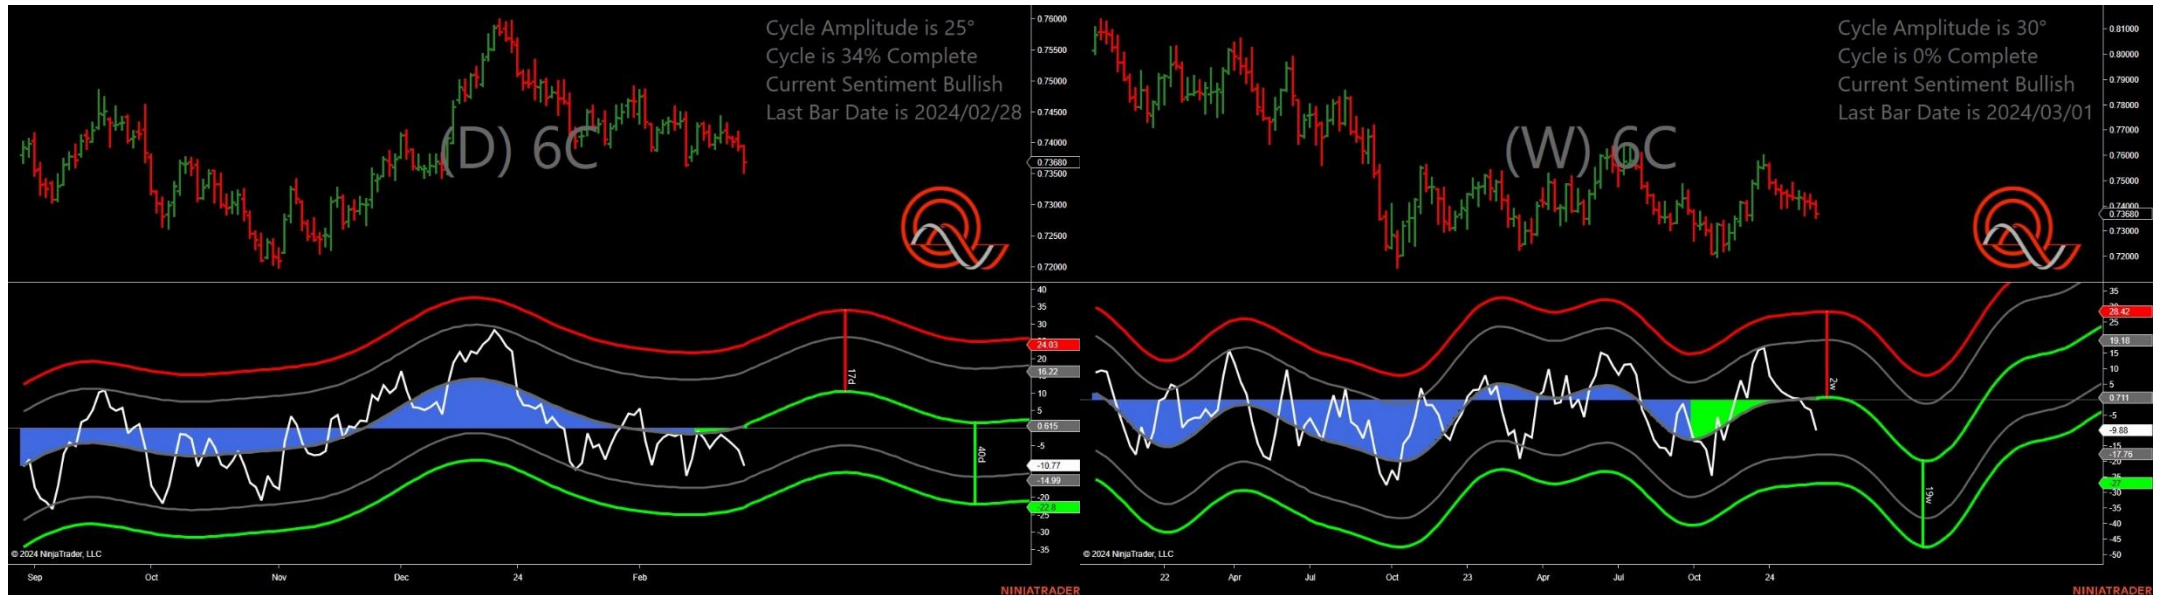 Cycle Amplitude is 25°
Cycle is 34% Complete
Current Sentiment Bullish
Last Bar Date is 2024/02/28
(D) 6C
0.76000
0.75500
0.75000
0.74500
0.74000
0.73680
0.73500
0.73000
0.72500
0.72000
40
35
30
24.03
20
16.22
10
5
0.615
-5
-10.77
-14.99
-20
-22.8
-25
-30
-35
17d
40d
© 2024 NinjaTrader, LLC
Sep Oct Nov Dec 24 Feb
NINJATRADER
Cycle Amplitude is 30°
Cycle is 0% Complete
Current Sentiment Bullish
Last Bar Date is 2024/03/01
(W) 6C
0.81000
0.80000
0.79000
0.78000
0.77000
0.76000
0.75000
0.74000
0.73680
0.73000
0.72000
35
28.42
25
19.18
15
10
5
0.711
-5
-9.88
-15
-17.76
-20
-27
-30
-35
-40
-45
-50
2w
19w
© 2024 NinjaTrader, LLC
22 Apr Jul Oct 23 Apr Jul Oct 24
NINJATRADER